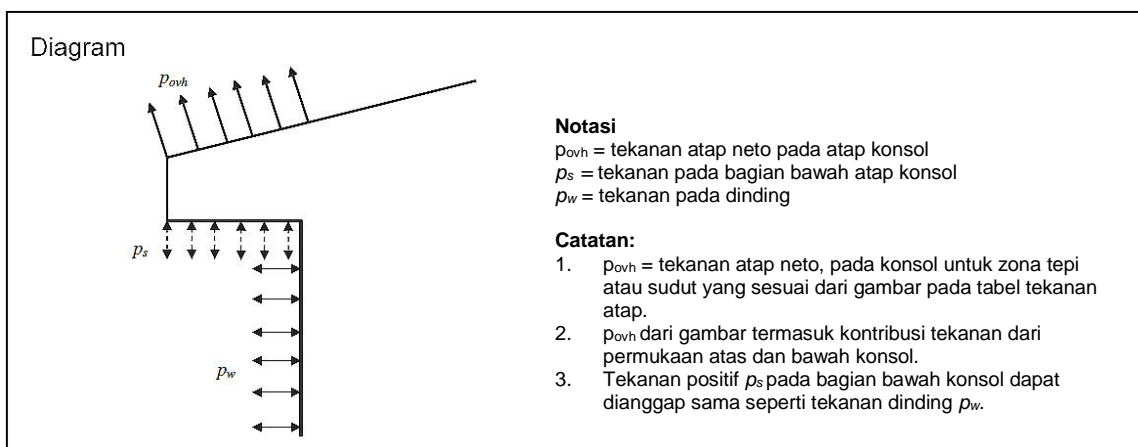 Diagram
Povh
ps
pw
Notasi
povh = tekanan atap neto pada atap konsol
ps = tekanan pada bagian bawah atap konsol
pw = tekanan pada dinding
Catatan:
1. povh = tekanan atap neto, pada konsol untuk zona tepi
atau sudut yang sesuai dari gambar pada tabel tekanan
atap.
2. povh dari gambar termasuk kontribusi tekanan dari
permukaan atas dan bawah konsol.
3. Tekanan positif ps pada bagian bawah konsol dapat
dianggap sama seperti tekanan dinding pw.